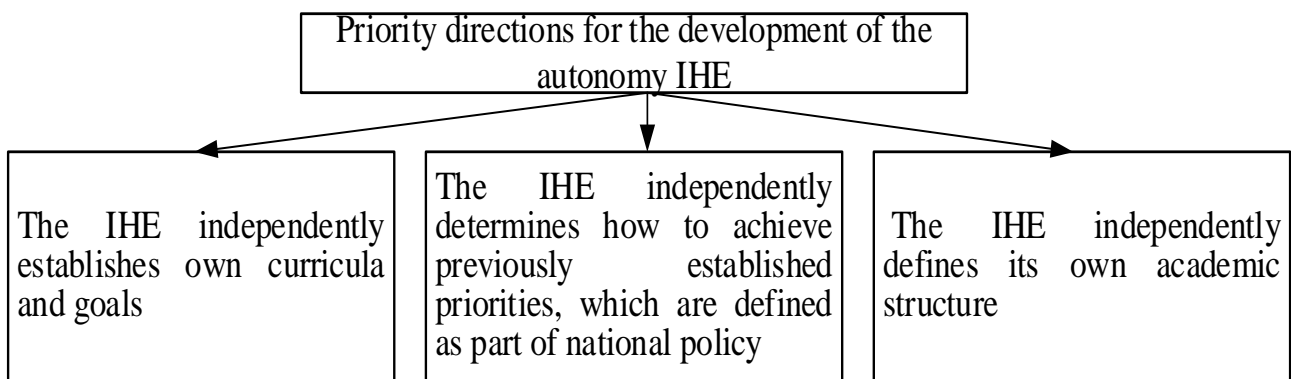 Priority directions for the development of the
autonomy IHE
The IHE independently
establishes own curricula
and goals
The IHE independently
determines how to achieve
previously established
priorities, which are defined
as part of national policy
The IHE independently
defines its own academic
structure